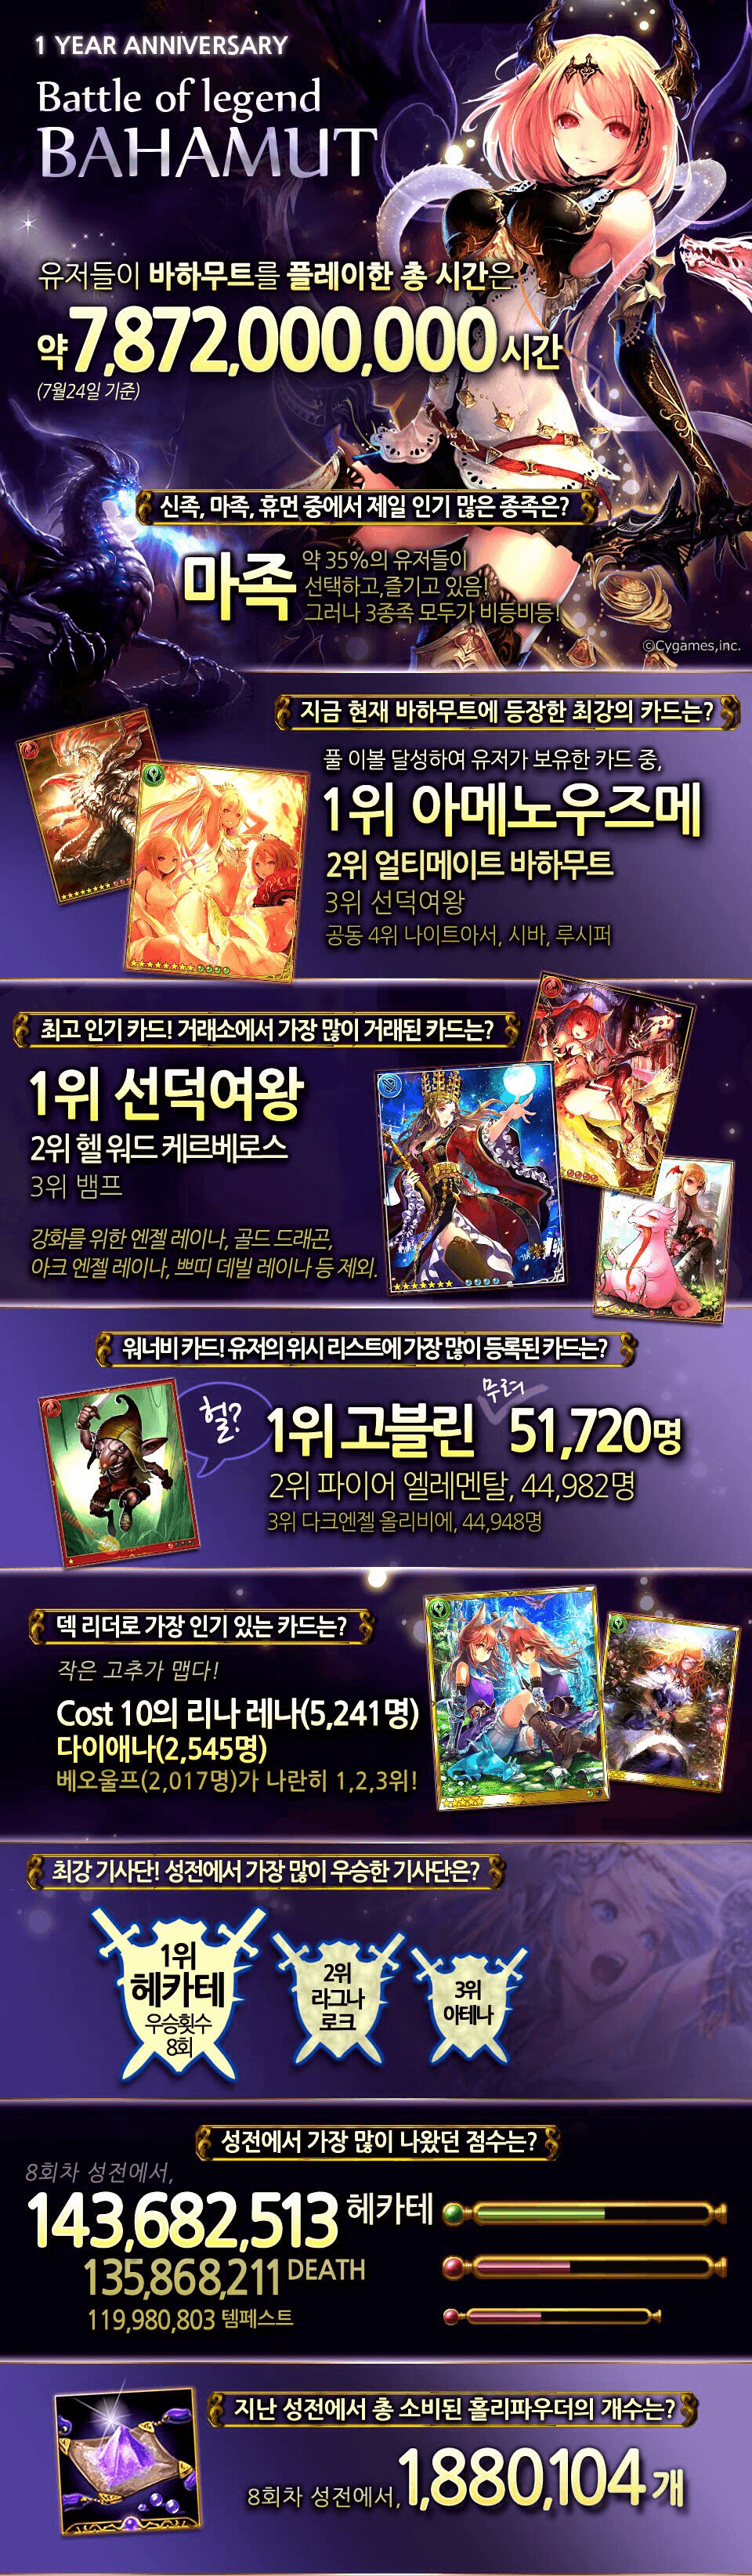 1 YEAR ANNIVERSARY
Battle of legend
BAHAMUT
유저들이 바하무트를 플레이한 총 시간은
약 7,872,000,000 시간
(7월24일 기준)
신족, 마족, 휴먼 중에서 제일 인기 많은 종족은?
마족
약 35%의 유저들이
선택하고,즐기고 있음!
그러나 3종족 모두가 비등비등!
©Cygames,inc.
지금 현재 바하무트에 등장한 최강의 카드는?
풀 이볼 달성하여 유저가 보유한 카드 중,
1위 아메노우즈메
2위 얼티메이트 바하무트
3위 선덕여왕
공동 4위 나이트아서, 시바, 루시퍼
최고 인기 카드! 거래소에서 가장 많이 거래된 카드는?
1위 선덕여왕
2위 헬 워드 케르베로스
3위 뱀프
강화를 위한 엔젤 레이나, 골드 드래곤,
아크 엔젤 레이나, 쁘띠 데빌 레이나 등 제외.
워너비 카드! 유저의 위시 리스트에 가장 많이 등록된 카드는?
헐?
무려
1위 고블린 51,720명
2위 파이어 엘레멘탈, 44,982명
3위 다크엔젤 올리비에, 44,948명
덱 리더로 가장 인기 있는 카드는?
작은 고추가 맵다!
Cost 10의 리나 레나(5,241명)
다이애나(2,545명)
베오울프(2,017명)가 나란히 1,2,3위!
최강 기사단! 성전에서 가장 많이 우승한 기사단은?
1위
헤카테
우승횟수
8회
2위
라그나
로크
3위
아테나
성전에서 가장 많이 나왔던 점수는?
8회차 성전에서,
143,682,513 헤카테
135,868,211 DEATH
119,980,803 템페스트
지난 성전에서 총 소비된 홀리파우더의 개수는?
8회차 성전에서, 1,880,104 개